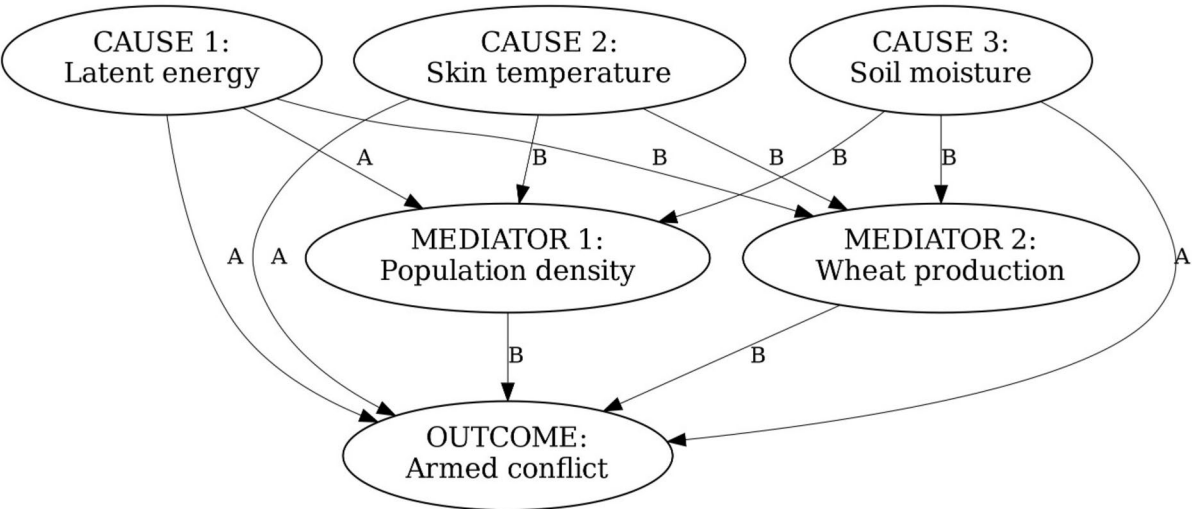 CAUSE 1:
Latent energy
CAUSE 2:
Skin temperature
CAUSE 3:
Soil moisture
A
B
B
B
B
B
MEDIATOR 1:
Population density
MEDIATOR 2:
Wheat production
A
A
A
B
B
OUTCOME:
Armed conflict